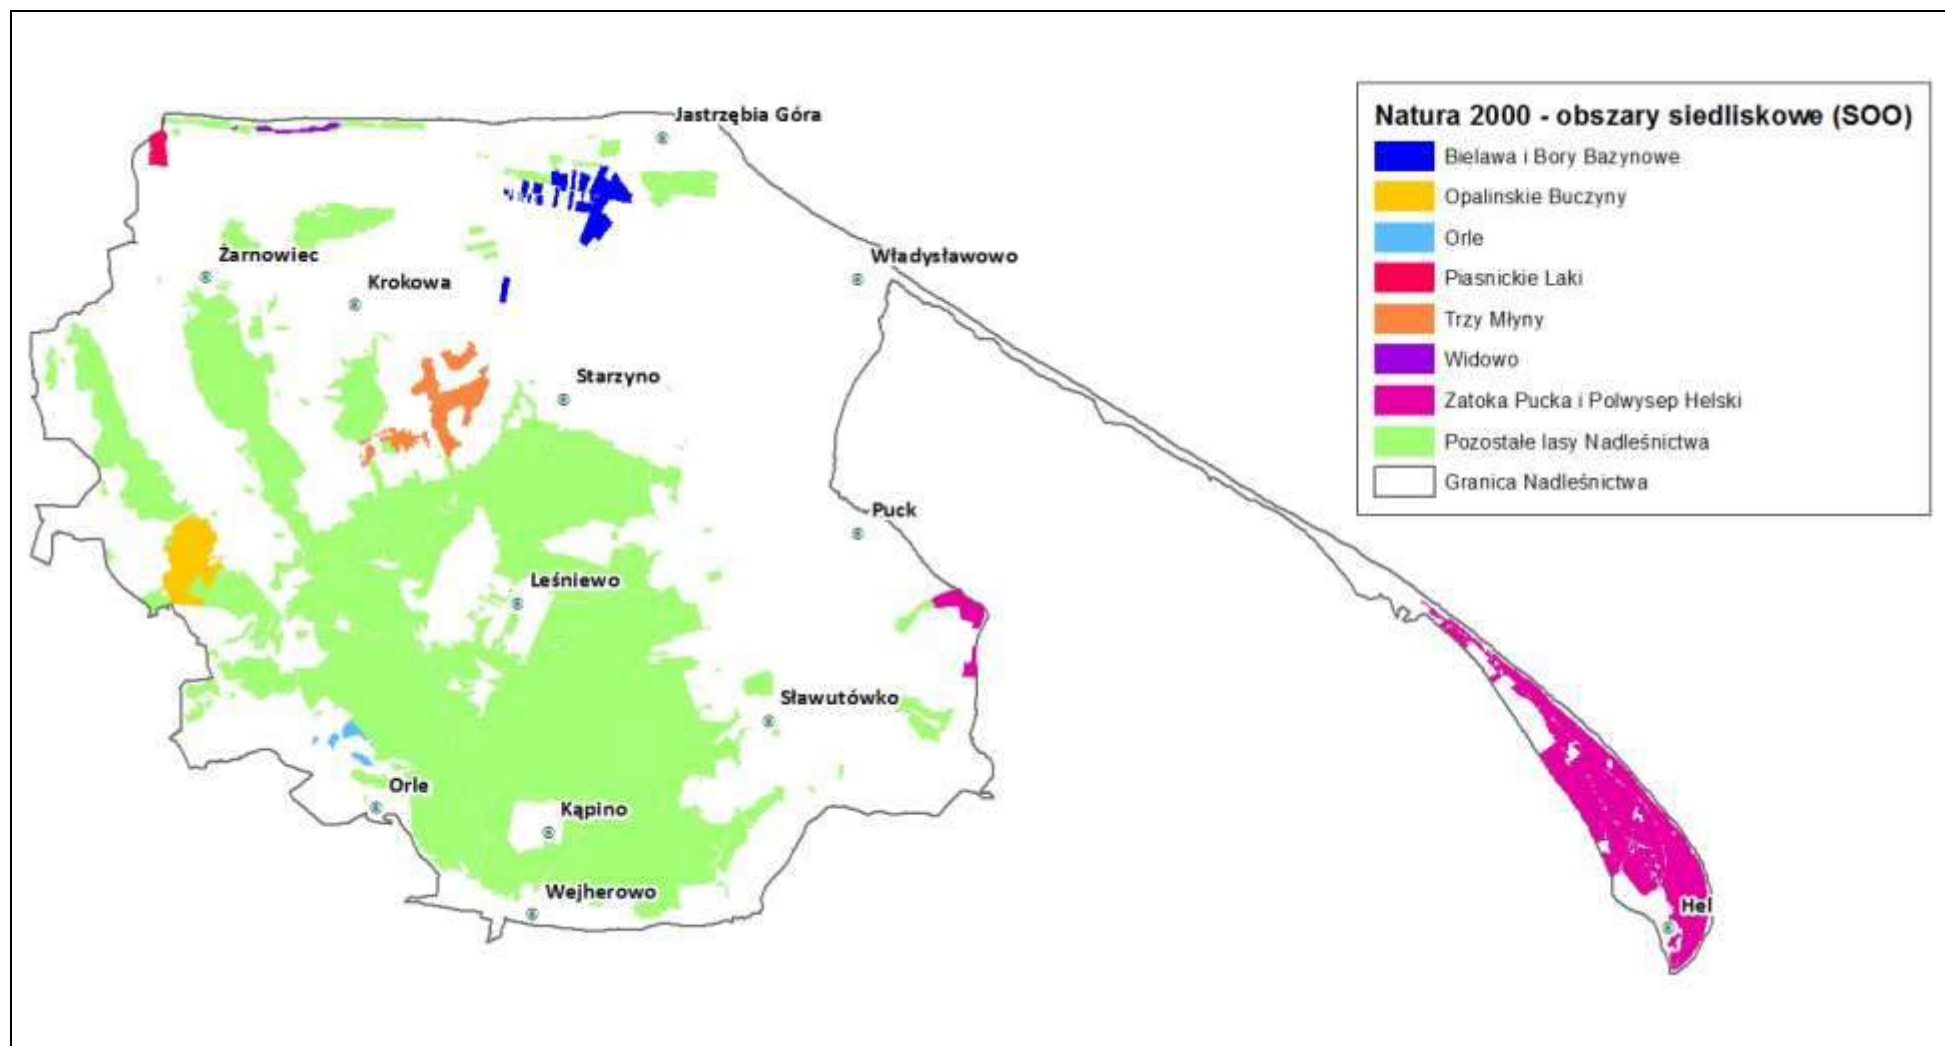 Jastrzębia Góra
Żarnowiec
Krokowa
Władysławowo
Starzyno
Puck
Leśniewo
Sławutówko
Orle
Kąpino
Wejherowo
Hel
Natura 2000 - obszary siedliskowe (SOO)
Bielawa i Bory Bazynowe
Opalinskie Buczyny
Orle
Piasnickie Laki
Trzy Młyny
Widowo
Zatoka Pucka i Polwysep Helski
Pozostałe lasy Nadleśnictwa
Granica Nadleśnictwa